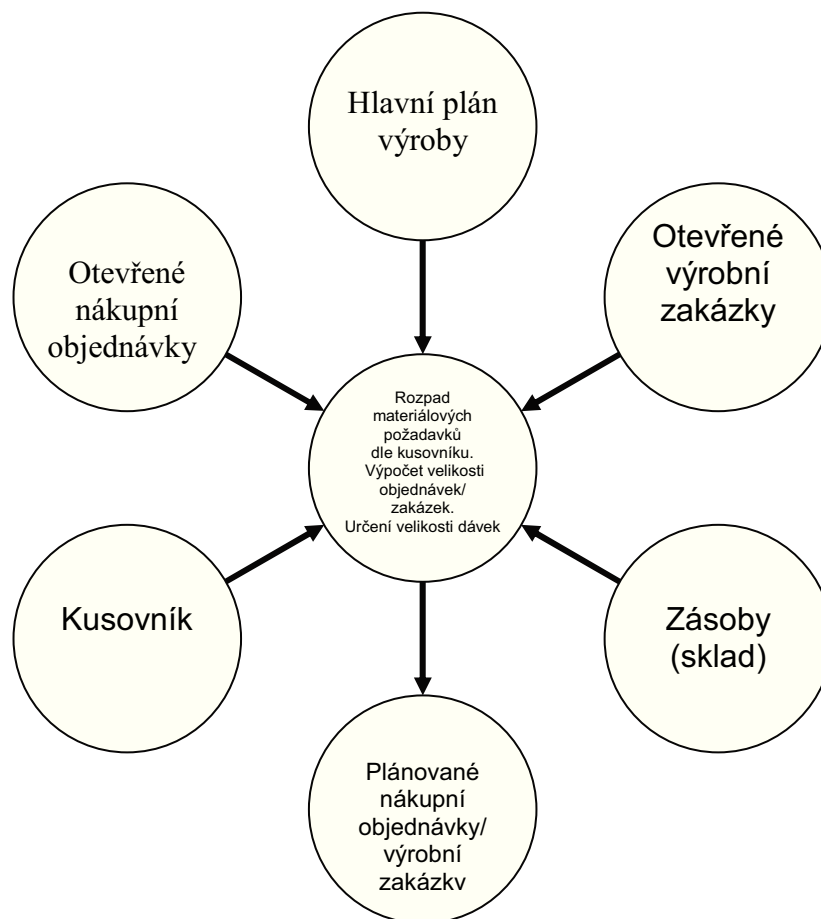 Hlavní plán
výroby
Otevřené
nákupní
objednávky
Otevřené
výrobní
zakázky
Rozpad
materiálových
požadavků
dle kusovníku.
Výpočet velikosti
objednávek/
zakázek.
Určení velikosti dávek
Kusovník
Zásoby
(sklad)
Plánované
nákupní
objednávky/
výrobní
zakázkv